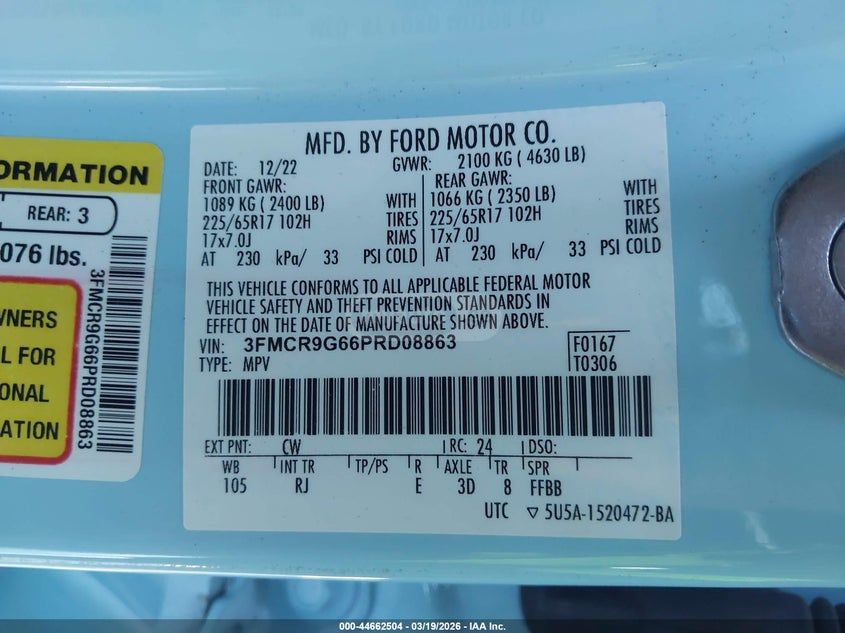 ORMATION
REAR: 3
076 lbs.
3FMCR9G66PRD08863
WNERS
L FOR
ONAL
ATION
MFD. BY FORD MOTOR CO.
DATE: 12/22 GVWR: 2100 KG ( 4630 LB)
FRONT GAWR: REAR GAWR:
1089 KG ( 2400 LB) WITH 1066 KG ( 2350 LB) WITH
225/65R17 102H TIRES 225/65R17 102H TIRES
17x7.0J RIMS 17x7.0J RIMS
AT 230 kPa/ 33 PSI COLD AT 230 kPa/ 33 PSI COLD
THIS VEHICLE CONFORMS TO ALL APPLICABLE FEDERAL MOTOR
VEHICLE SAFETY AND THEFT PREVENTION STANDARDS IN
EFFECT ON THE DATE OF MANUFACTURE SHOWN ABOVE.
VIN: 3FMCR9G66PRD08863 F0167
TYPE: MPV T0306
EXT PNT: CW RC: 24 DSO:
WB INT TR TP/PS R AXLE TR SPR
105 RJ E 3D 8 FFBB
UTC ▽ 5U5A-1520472-BA
000-44662504 — 03/19/2026 — IAA Inc.